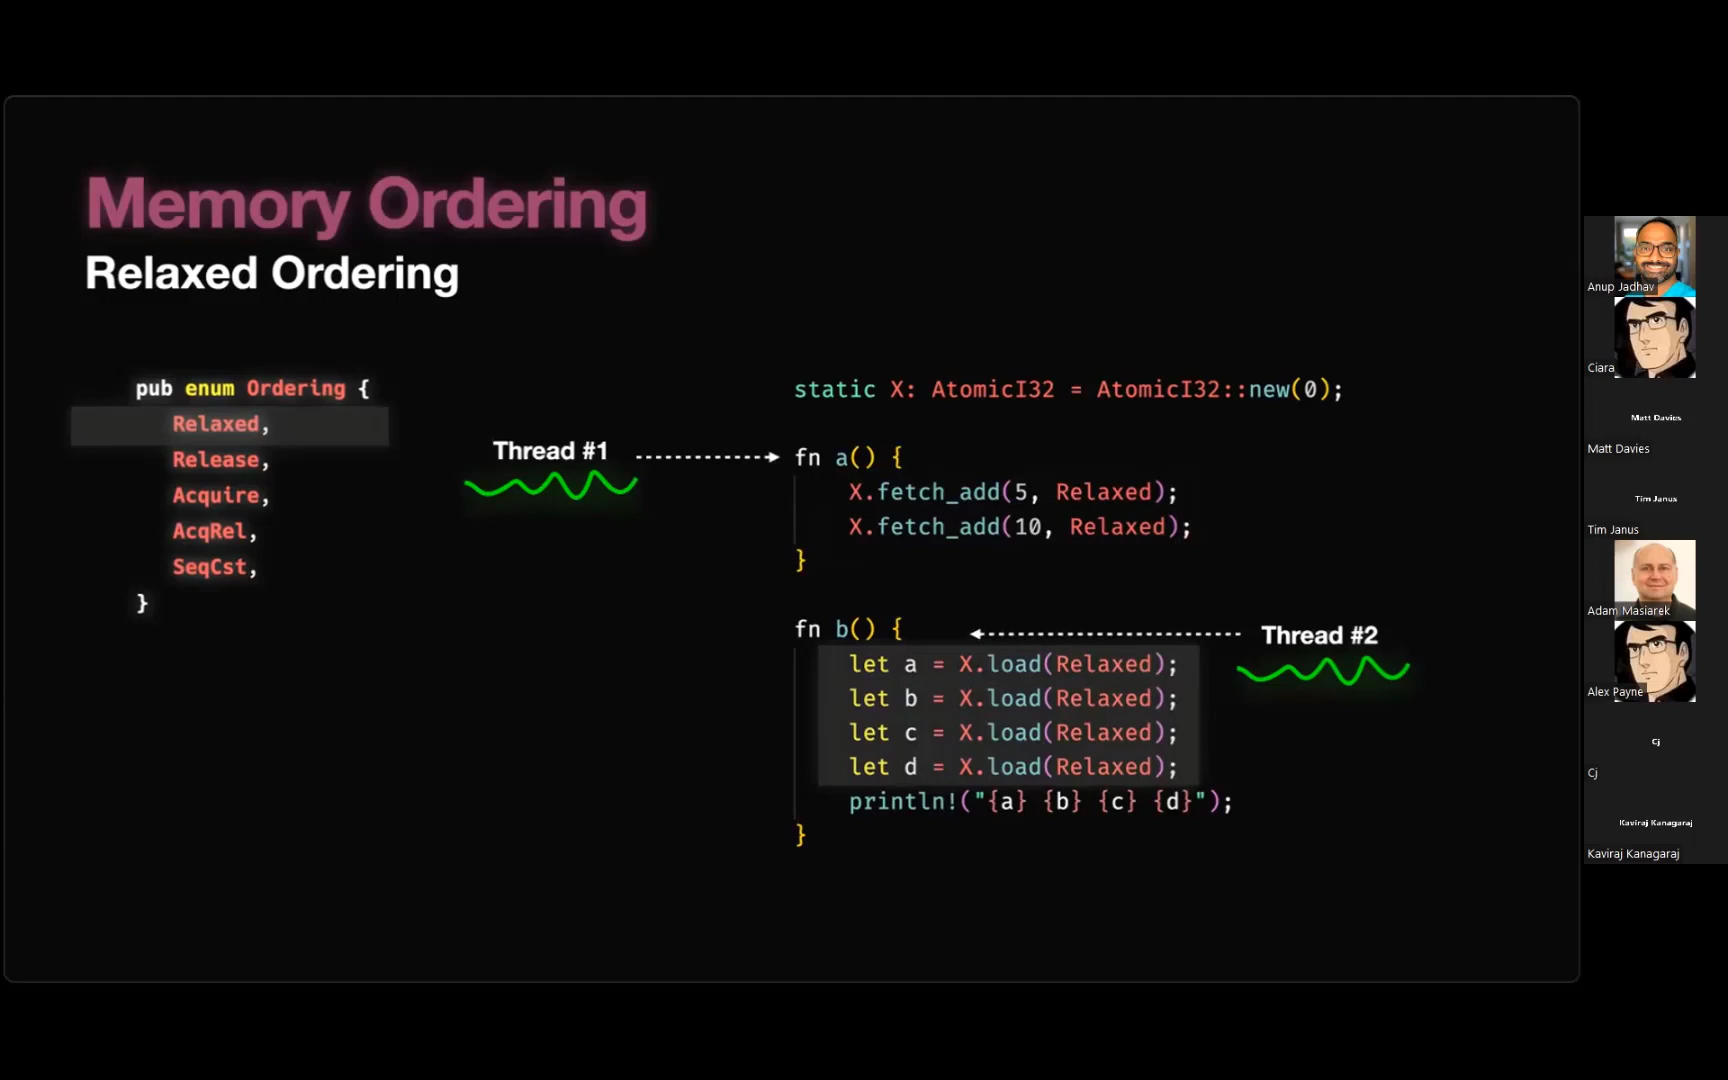 Memory Ordering
Relaxed Ordering
pub enum Ordering {
Relaxed,
Release,
Acquire,
AcqRel,
SeqCst,
}
Thread #1
static X: AtomicI32 = AtomicI32::new(0);
fn a() {
X.fetch_add(5, Relaxed);
X.fetch_add(10, Relaxed);
}
fn b() {
let a = X.load(Relaxed);
let b = X.load(Relaxed);
let c = X.load(Relaxed);
let d = X.load(Relaxed);
println!("{a} {b} {c} {d}");
}
Thread #2
Anup Jadhav
Ciara
Matt Davies
Matt Davies
Tim Janus
Tim Janus
Adam Masiarek
Alex Payne
Cj
Cj
Kaviraj Kanagaraj
Kaviraj Kanagaraj